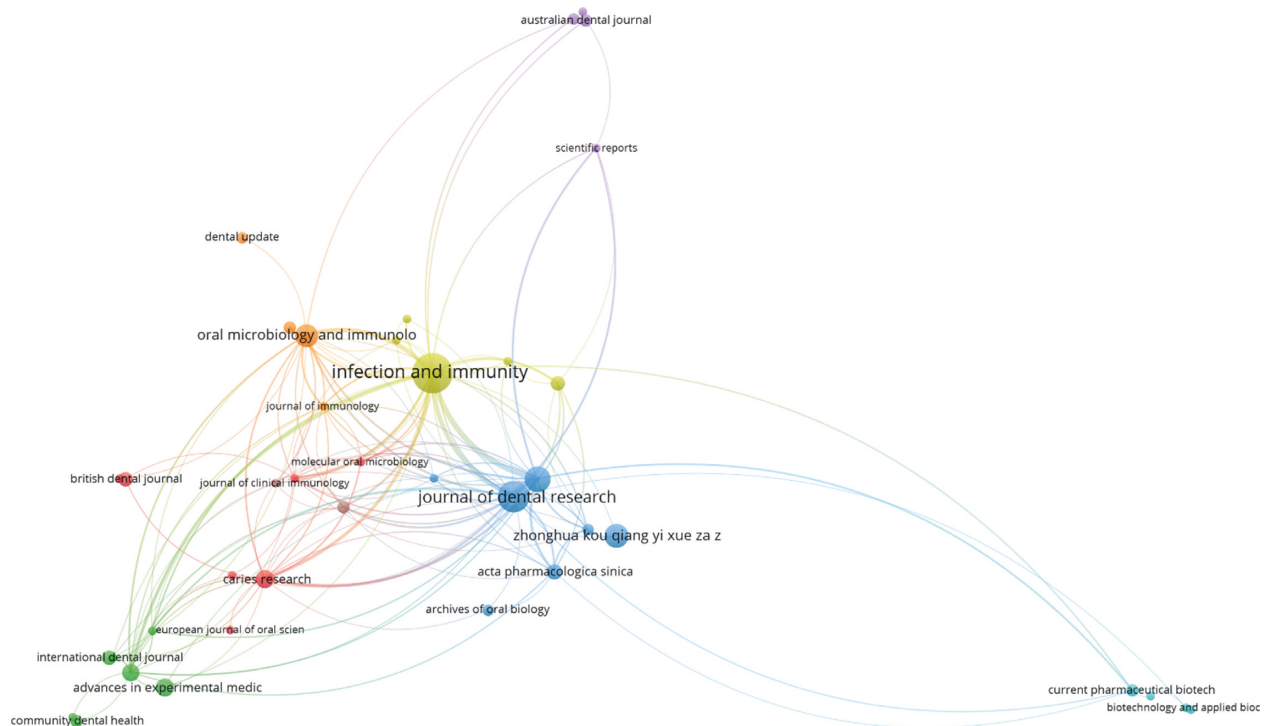 australian dental journal
scientific reports
dental update
oral microbiology and immunolo
infection and immunity
journal of immunology
molecular oral microbiology
british dental journal
journal of clinical immunology
journal of dental research
zhonghua kou qiang yi xue za z
acta pharmacologica sinica
caries research
archives of oral biology
european journal of oral scien
international dental journal
advances in experimental medic
current pharmaceutical biotech
biotechnology and applied bioc
community dental health